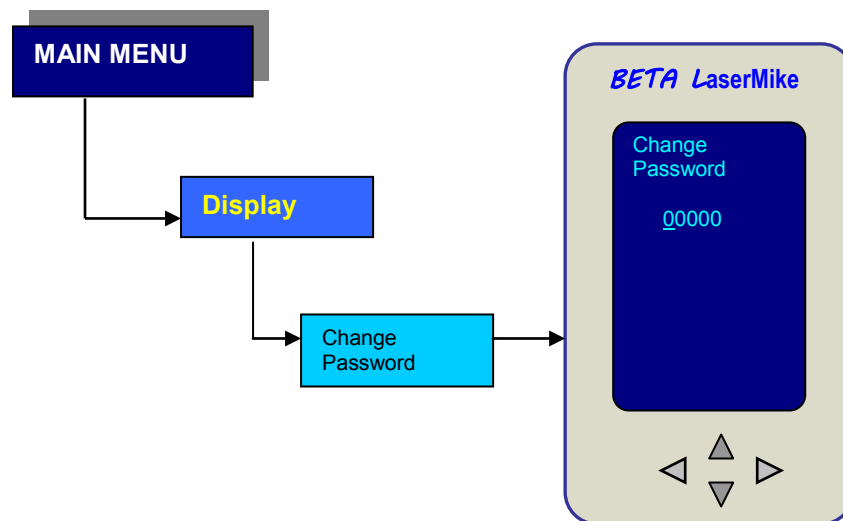 MAIN MENU
Display
Change
Password
BETA LaserMike
Change
Password
00000